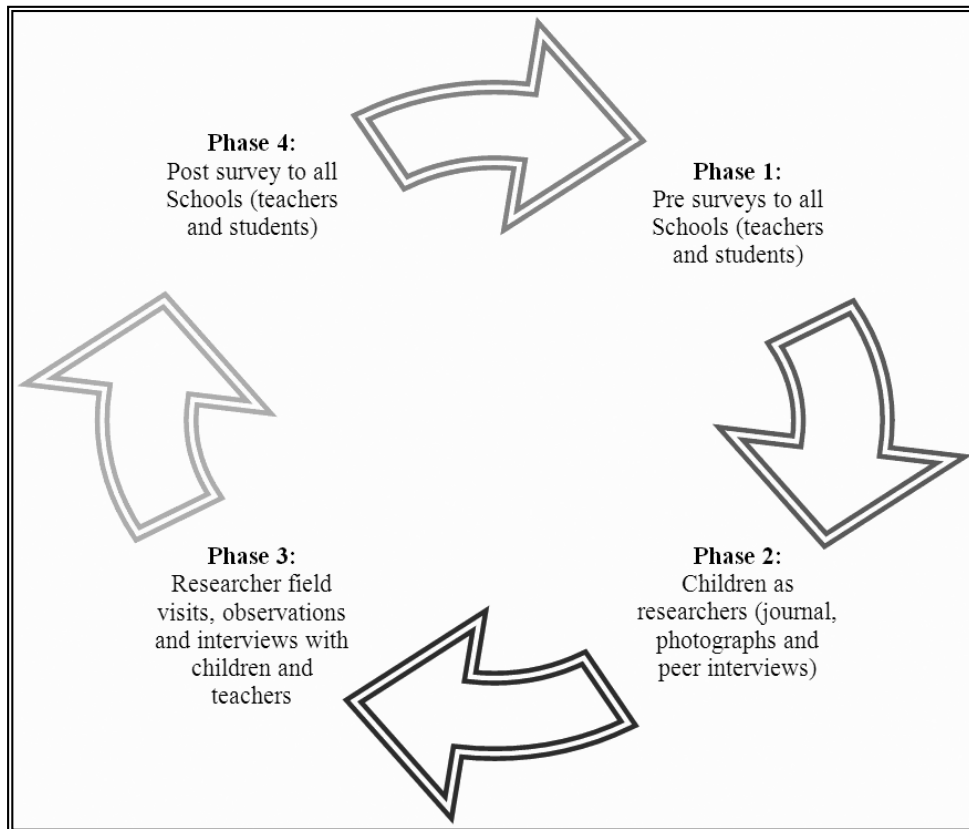 Phase 4:
Post survey to all
Schools (teachers
and students)
Phase 1:
Pre surveys to all
Schools (teachers
and students)
Phase 3:
Researcher field
visits, observations
and interviews with
children and
teachers
Phase 2:
Children as
researchers (journal,
photographs and
peer interviews)